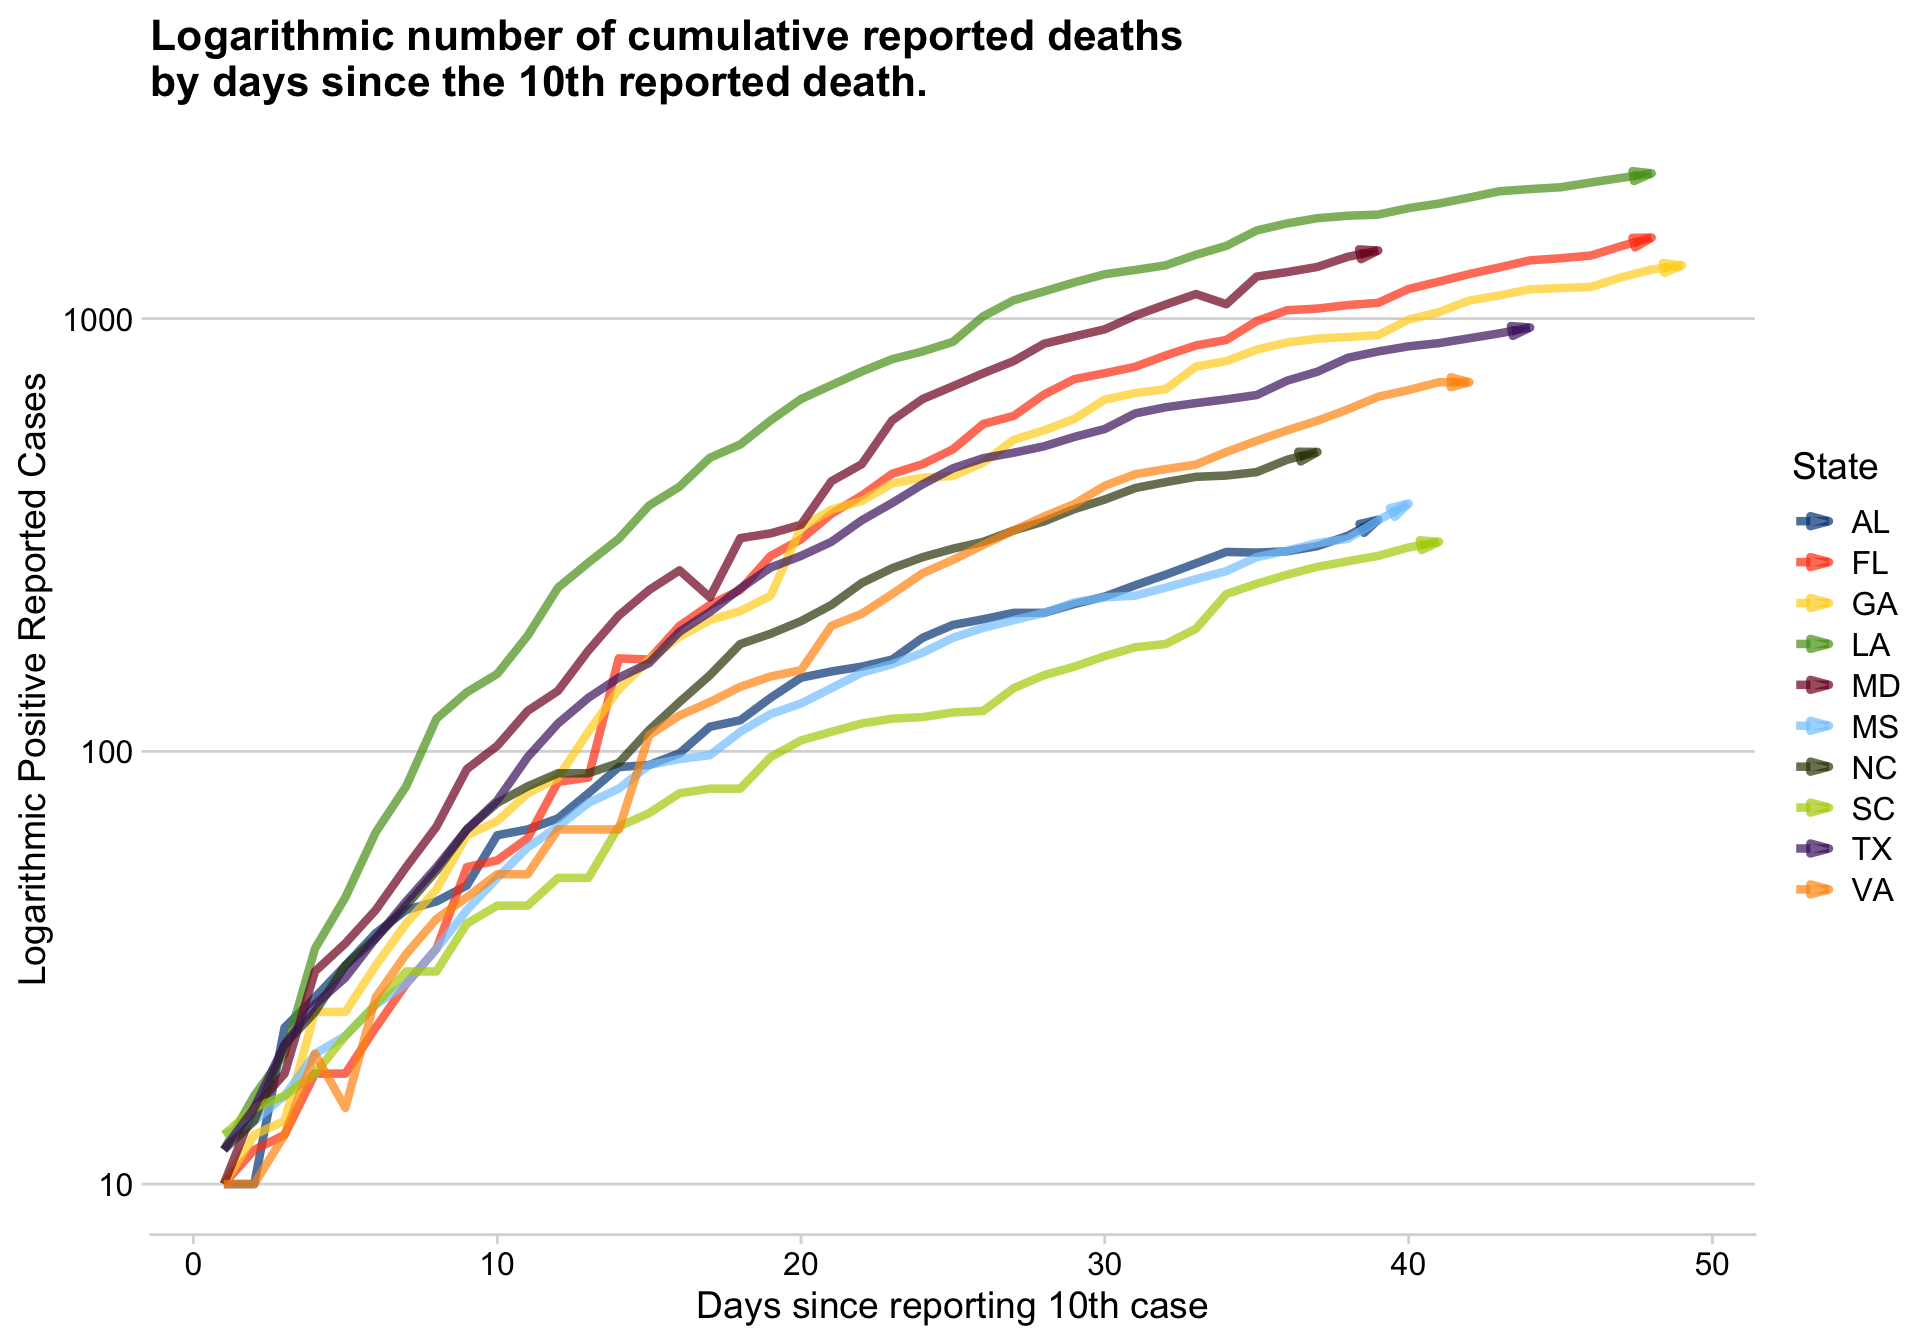 Logarithmic number of cumulative reported deaths
by days since the 10th reported death.
Logarithmic Positive Reported Cases
1000
100
10
0 10 20 30 40 50
Days since reporting 10th case
State
AL
FL
GA
LA
MD
MS
NC
SC
TX
VA